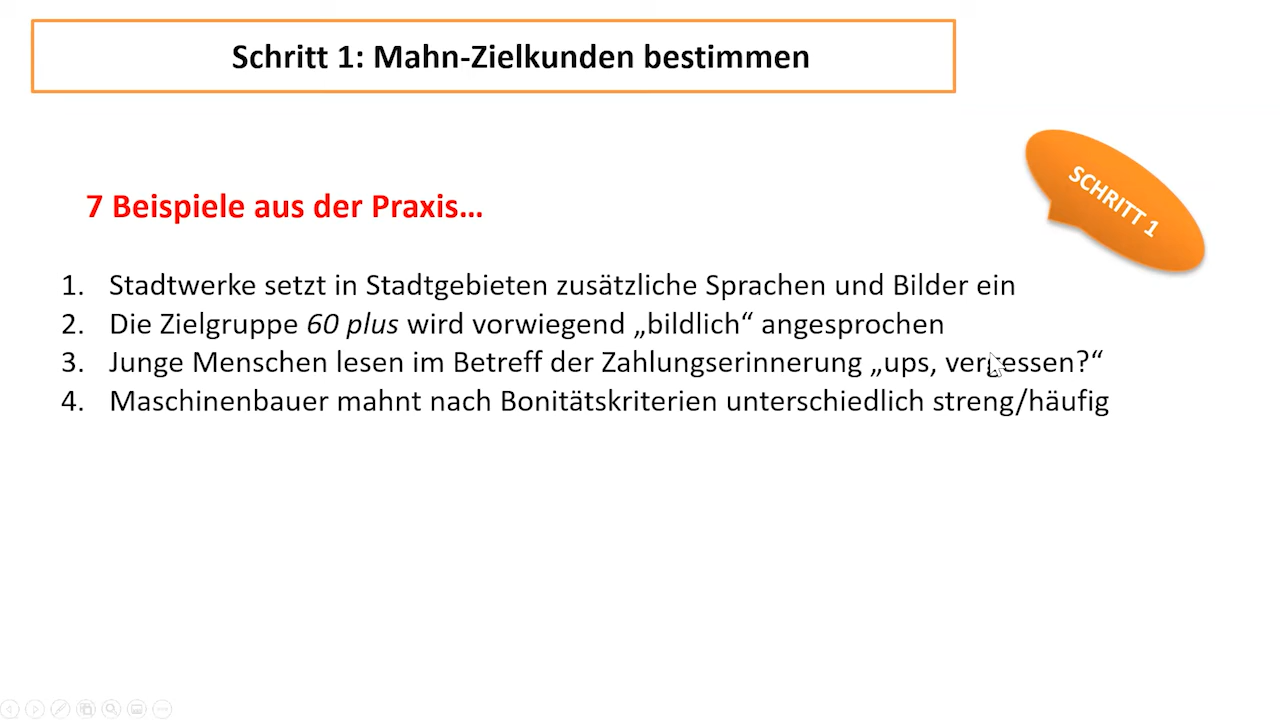 Schritt 1: Mahn-Zielkunden bestimmen
SCHRITT 1
7 Beispiele aus der Praxis...
1. Stadtwerke setzt in Stadtgebieten zusätzliche Sprachen und Bilder ein
2. Die Zielgruppe 60 plus wird vorwiegend „bildlich“ angesprochen
3. Junge Menschen lesen im Betreff der Zahlungserinnerung „ups, vergessen?“
4. Maschinenbauer mahnt nach Bonitätskriterien unterschiedlich streng/häufig